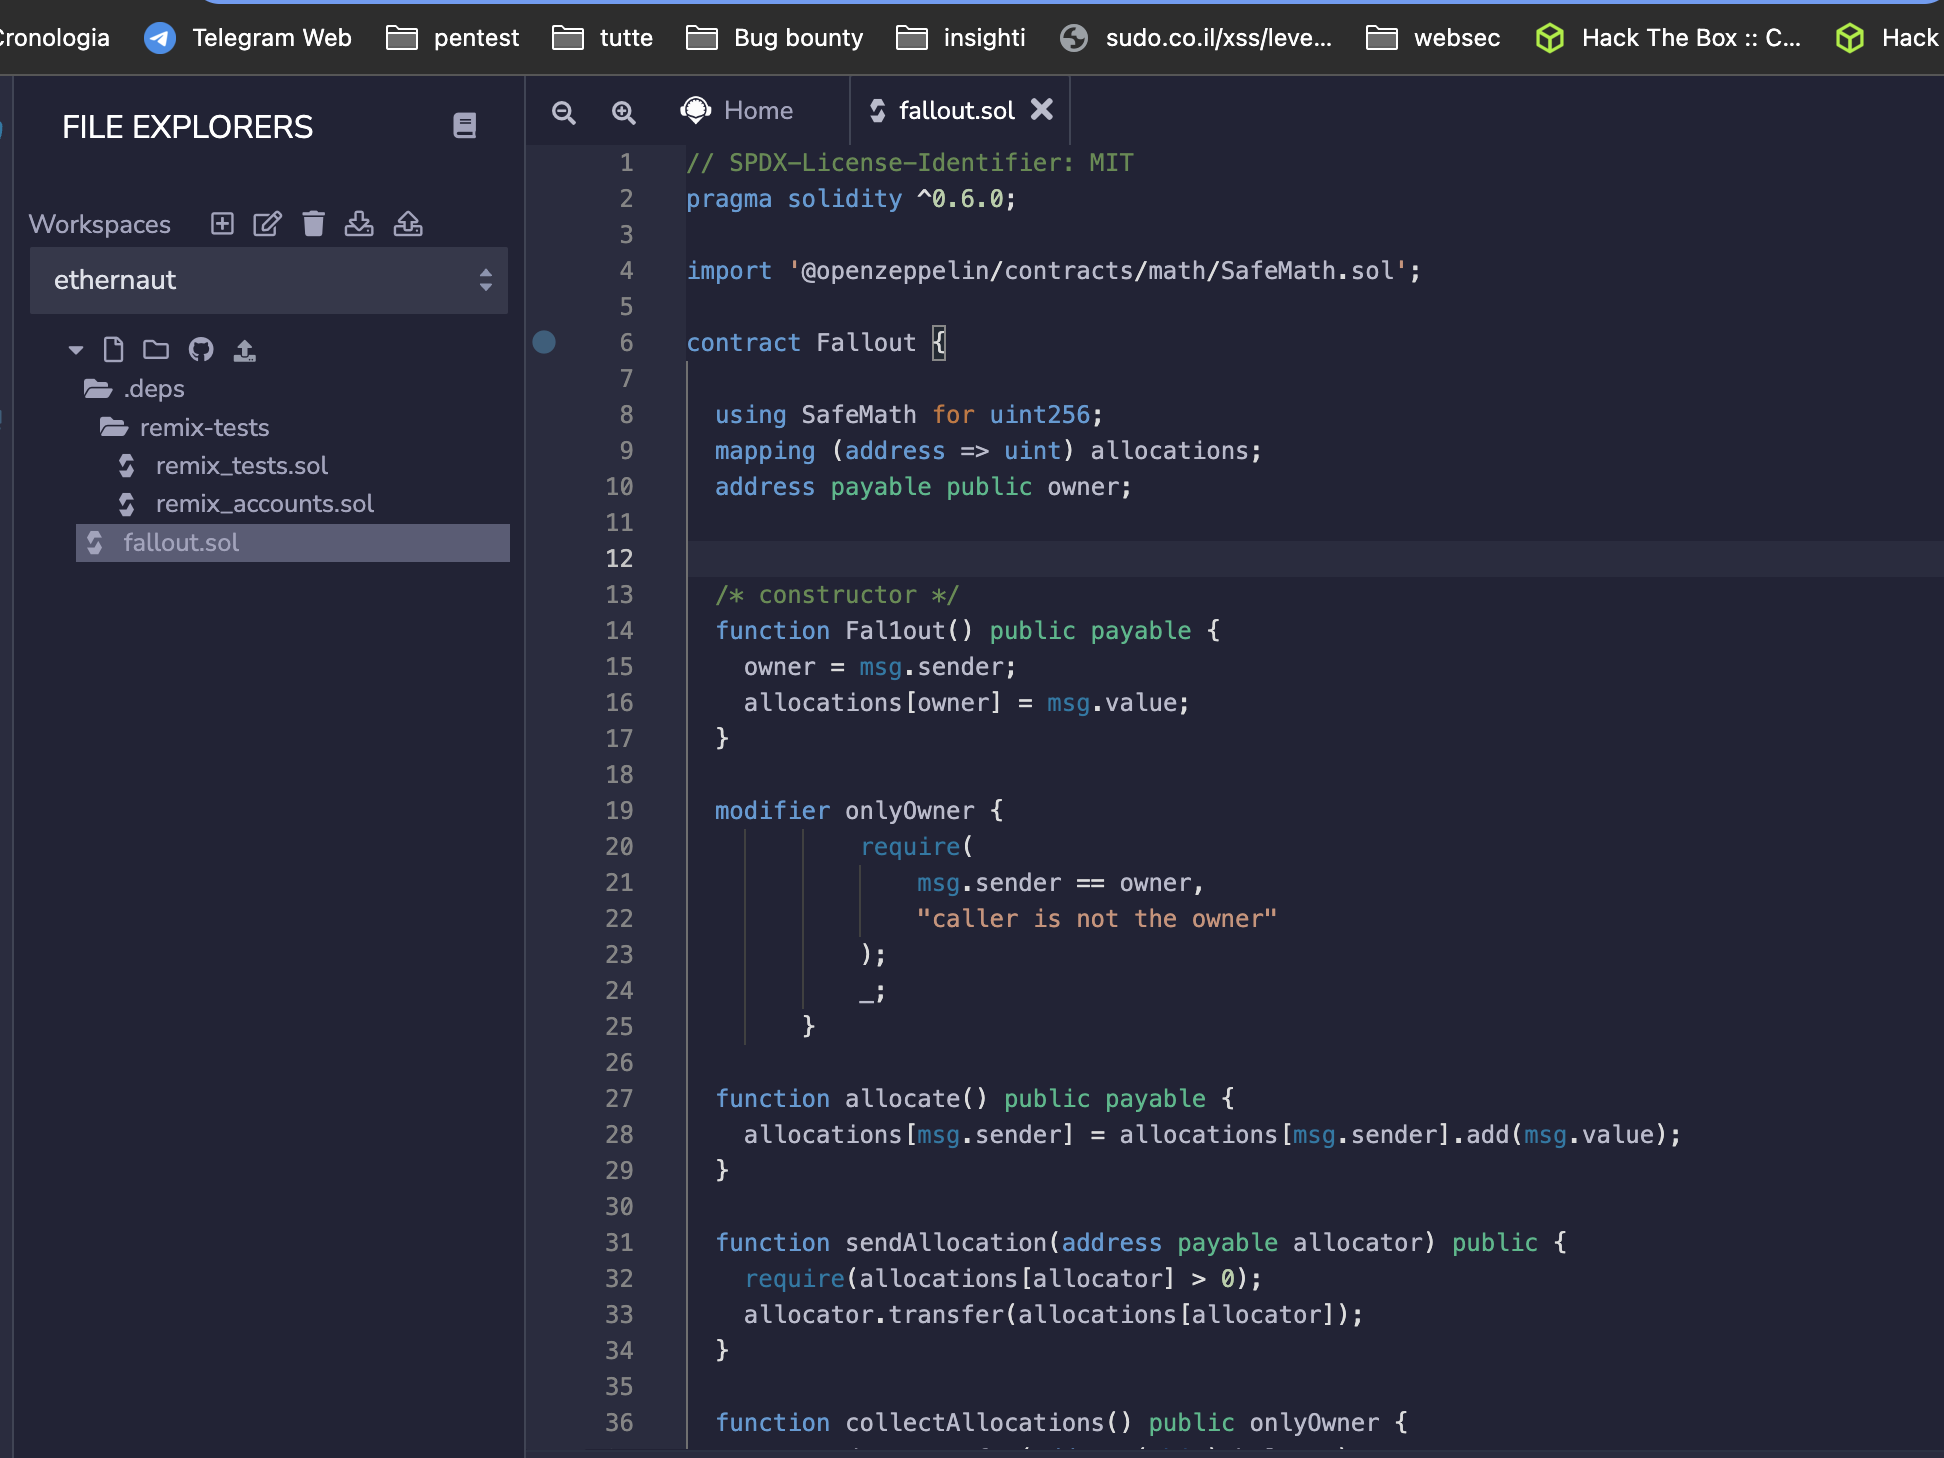 Cronologia Telegram Web pentest tutte Bug bounty insighti sudo.co.il/xss/leve... websec Hack The Box :: C... Hack
FILE EXPLORERS
Workspaces
ethernaut
.deps
remix-tests
remix_tests.sol
remix_accounts.sol
fallout.sol
Home fallout.sol
1 // SPDX-License-Identifier: MIT
2 pragma solidity ^0.6.0;
3
4 import '@openzeppelin/contracts/math/SafeMath.sol';
5
6 contract Fallout {
7
8 using SafeMath for uint256;
9 mapping (address => uint) allocations;
10 address payable public owner;
11
12
13 /* constructor */
14 function Fal1out() public payable {
15 owner = msg.sender;
16 allocations[owner] = msg.value;
17 }
18
19 modifier onlyOwner {
20 require(
21 msg.sender == owner,
22 "caller is not the owner"
23 );
24 _;
25 }
26
27 function allocate() public payable {
28 allocations[msg.sender] = allocations[msg.sender].add(msg.value);
29 }
30
31 function sendAllocation(address payable allocator) public {
32 require(allocations[allocator] > 0);
33 allocator.transfer(allocations[allocator]);
34 }
35
36 function collectAllocations() public onlyOwner {